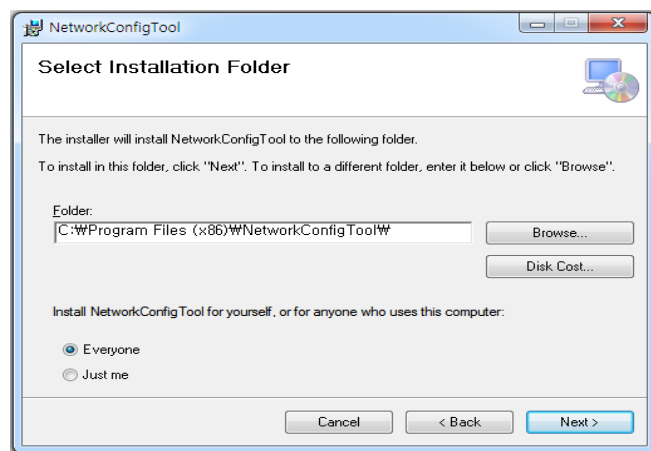 NetworkConfigTool
Select Installation Folder
The installer will install NetworkConfigTool to the following folder.
To install in this folder, click "Next". To install to a different folder, enter it below or click "Browse".
Folder:
C:₩Program Files (x86)₩NetworkConfigTool₩
Browse...
Disk Cost...
Install NetworkConfigTool for yourself, or for anyone who uses this computer:
Everyone
Just me
Cancel
< Back
Next >